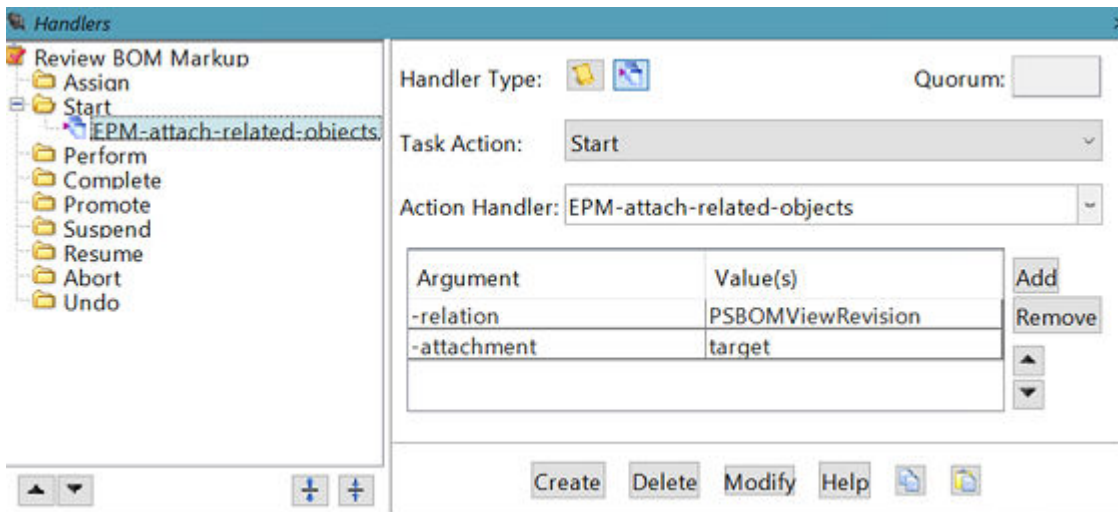 Handlers
Review BOM Markup
Assign
Start
EPM-attach-related-objects
Perform
Complete
Promote
Suspend
Resume
Abort
Undo
Handler Type:
Quorum:
Task Action:
Start
Action Handler:
EPM-attach-related-objects
Argument
Value(s)
Add
-relation
PSBOMViewRevision
Remove
-attachment
target
Create
Delete
Modify
Help